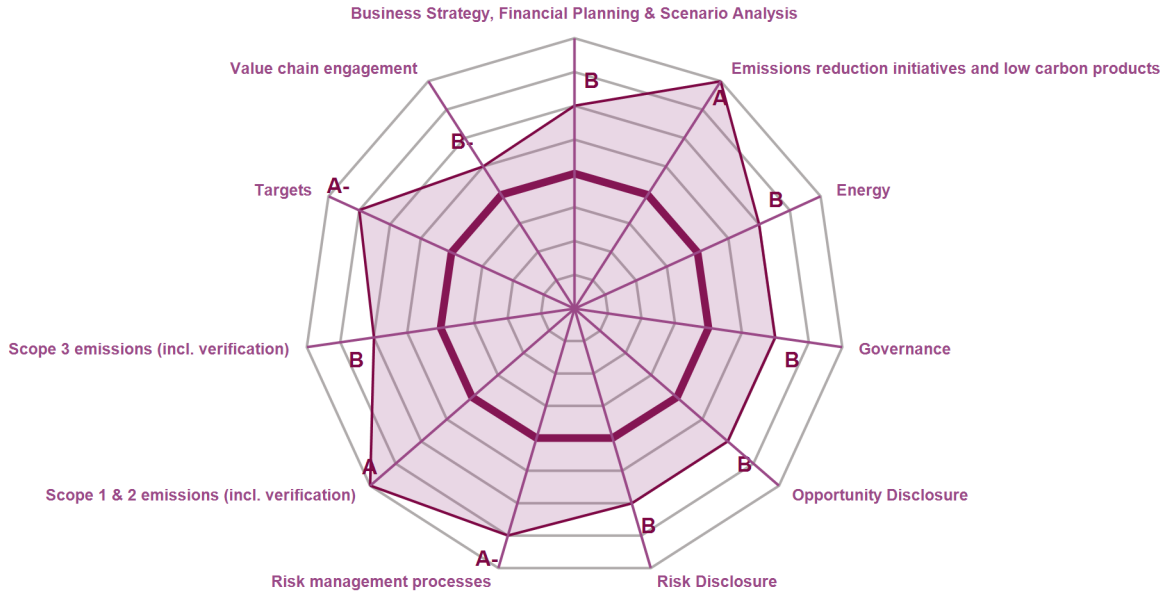 Business Strategy, Financial Planning & Scenario Analysis
Value chain engagement
Emissions reduction initiatives and low carbon products
B
A
B-
A-
Targets
B
Energy
Scope 3 emissions (incl. verification)
B
B
Governance
A
B
Scope 1 & 2 emissions (incl. verification)
Opportunity Disclosure
B
A-
Risk management processes
Risk Disclosure